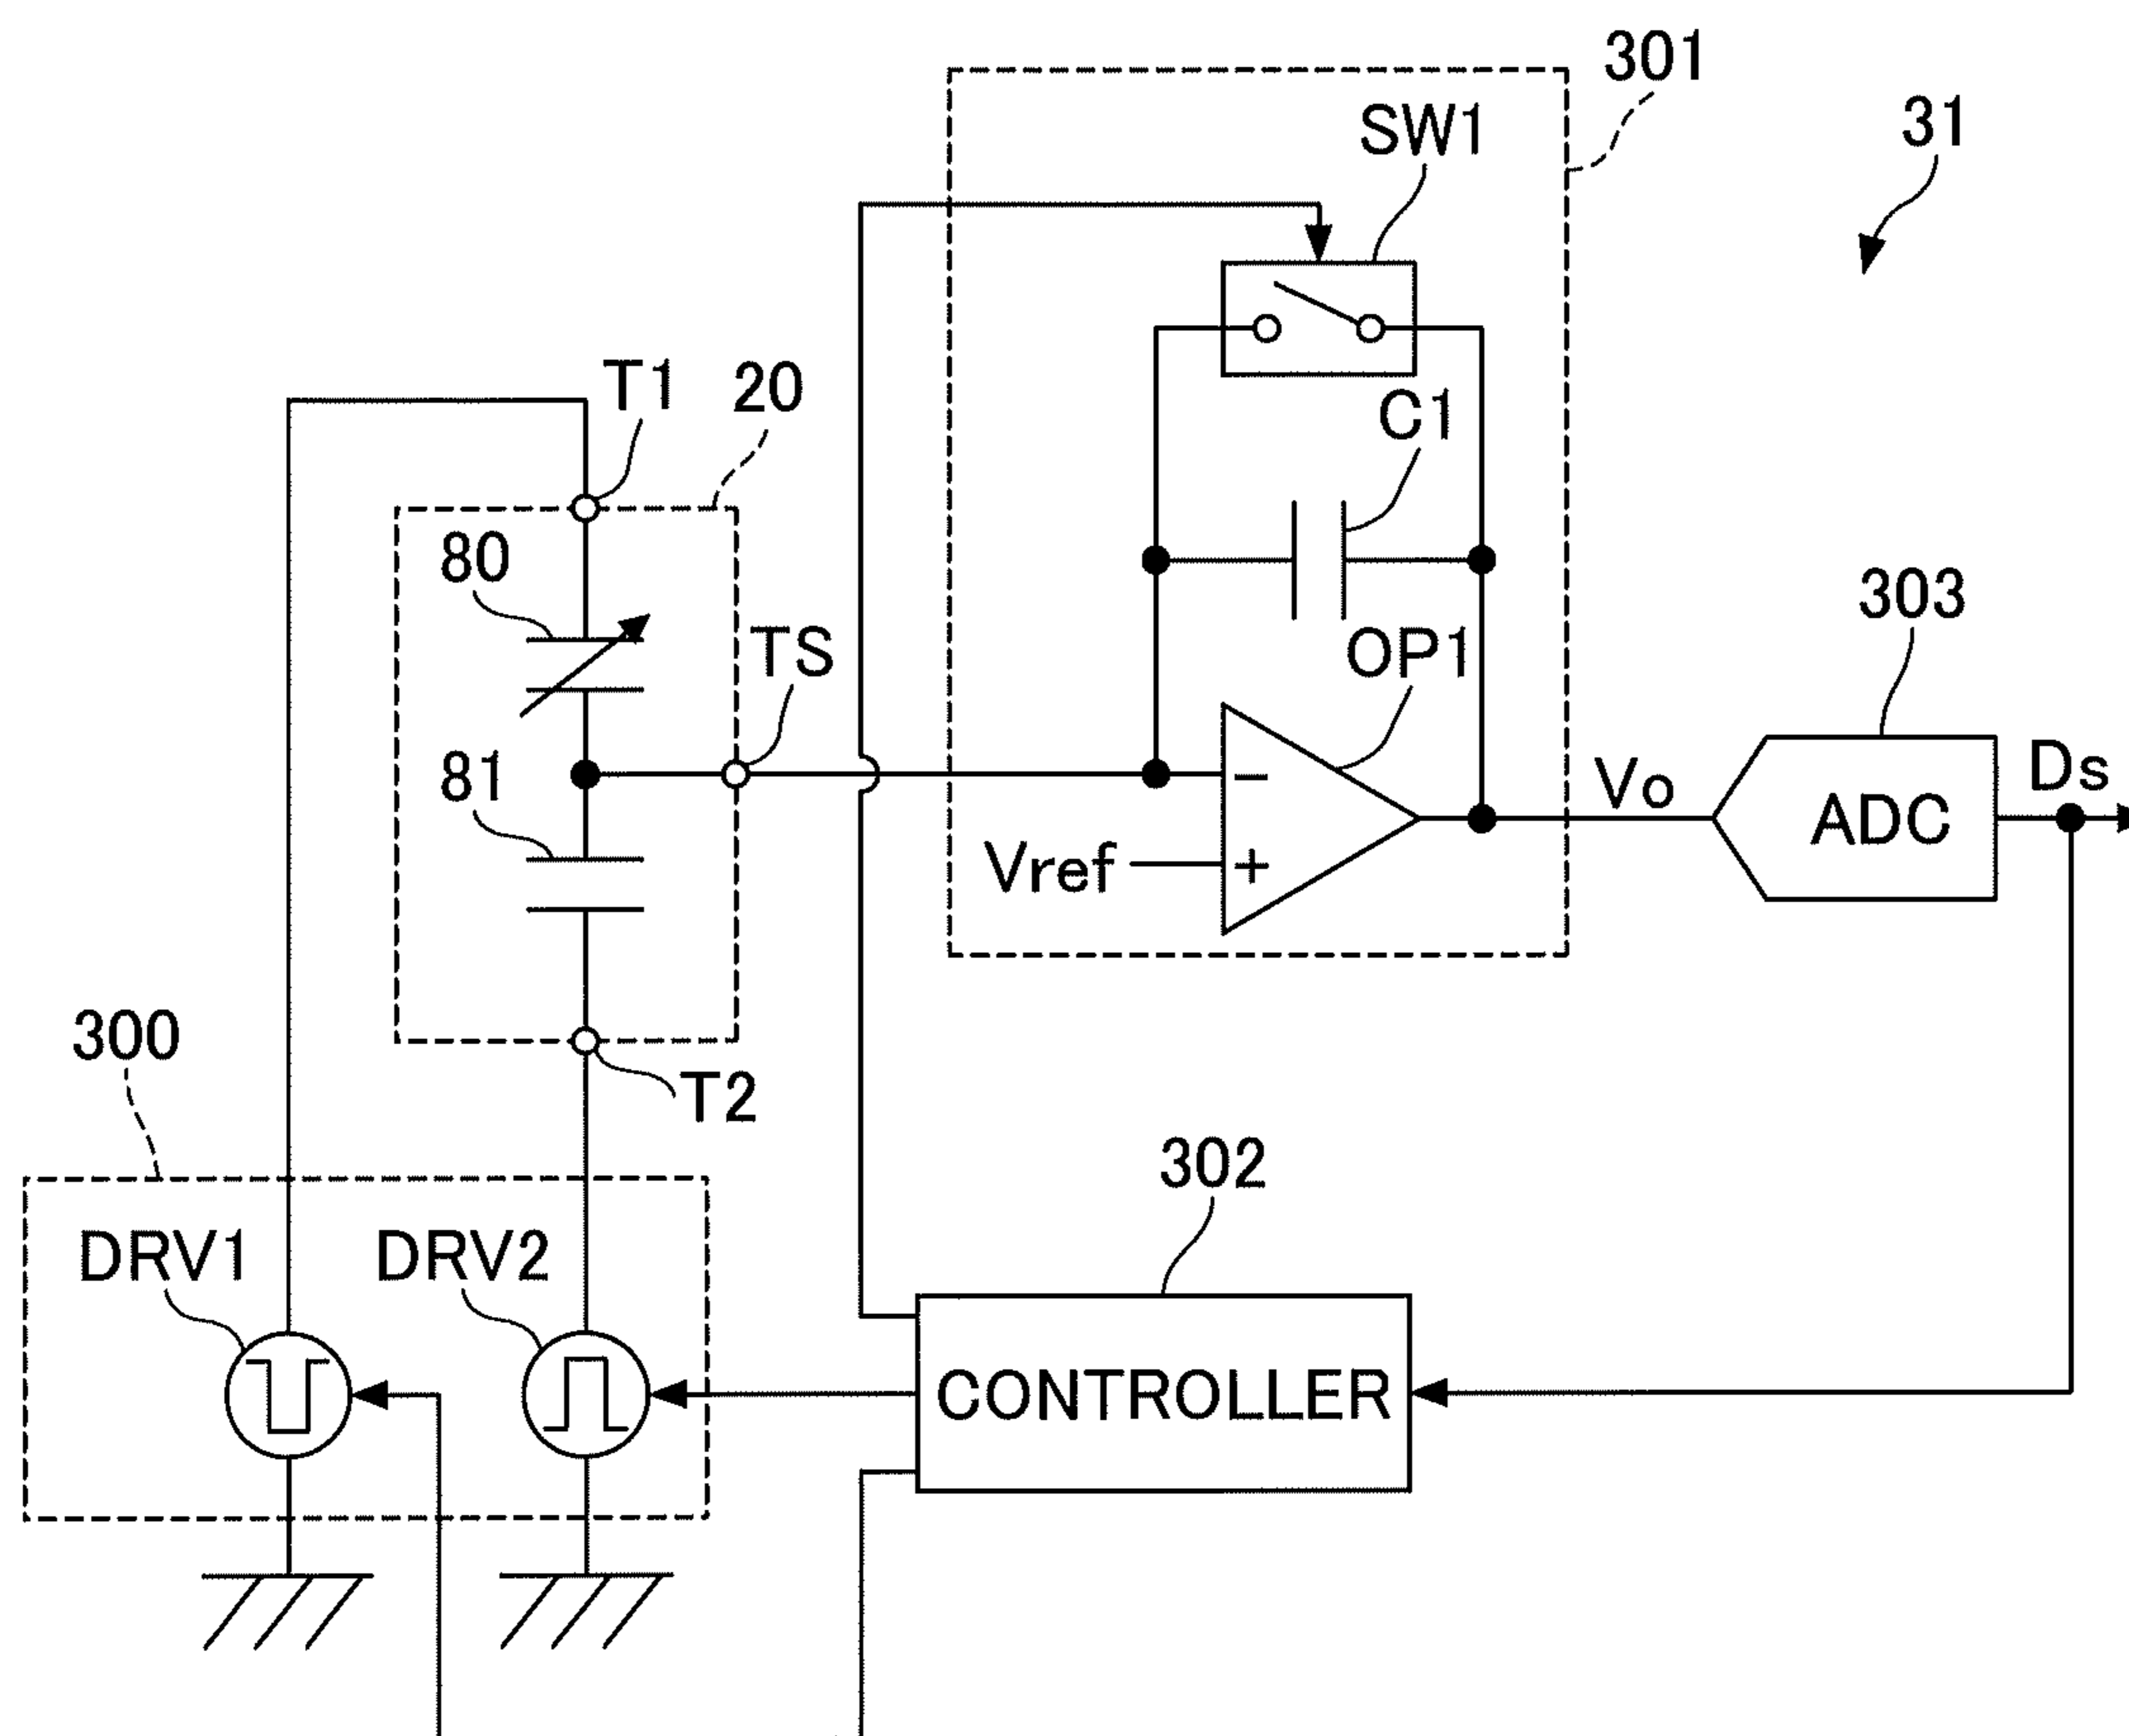 301
SW1
31
T1
20
C1
80
303
TS
OP1
81
Vo
Ds
−
ADC
Vref
+
300
T2
302
DRV1
DRV2
CONTROLLER